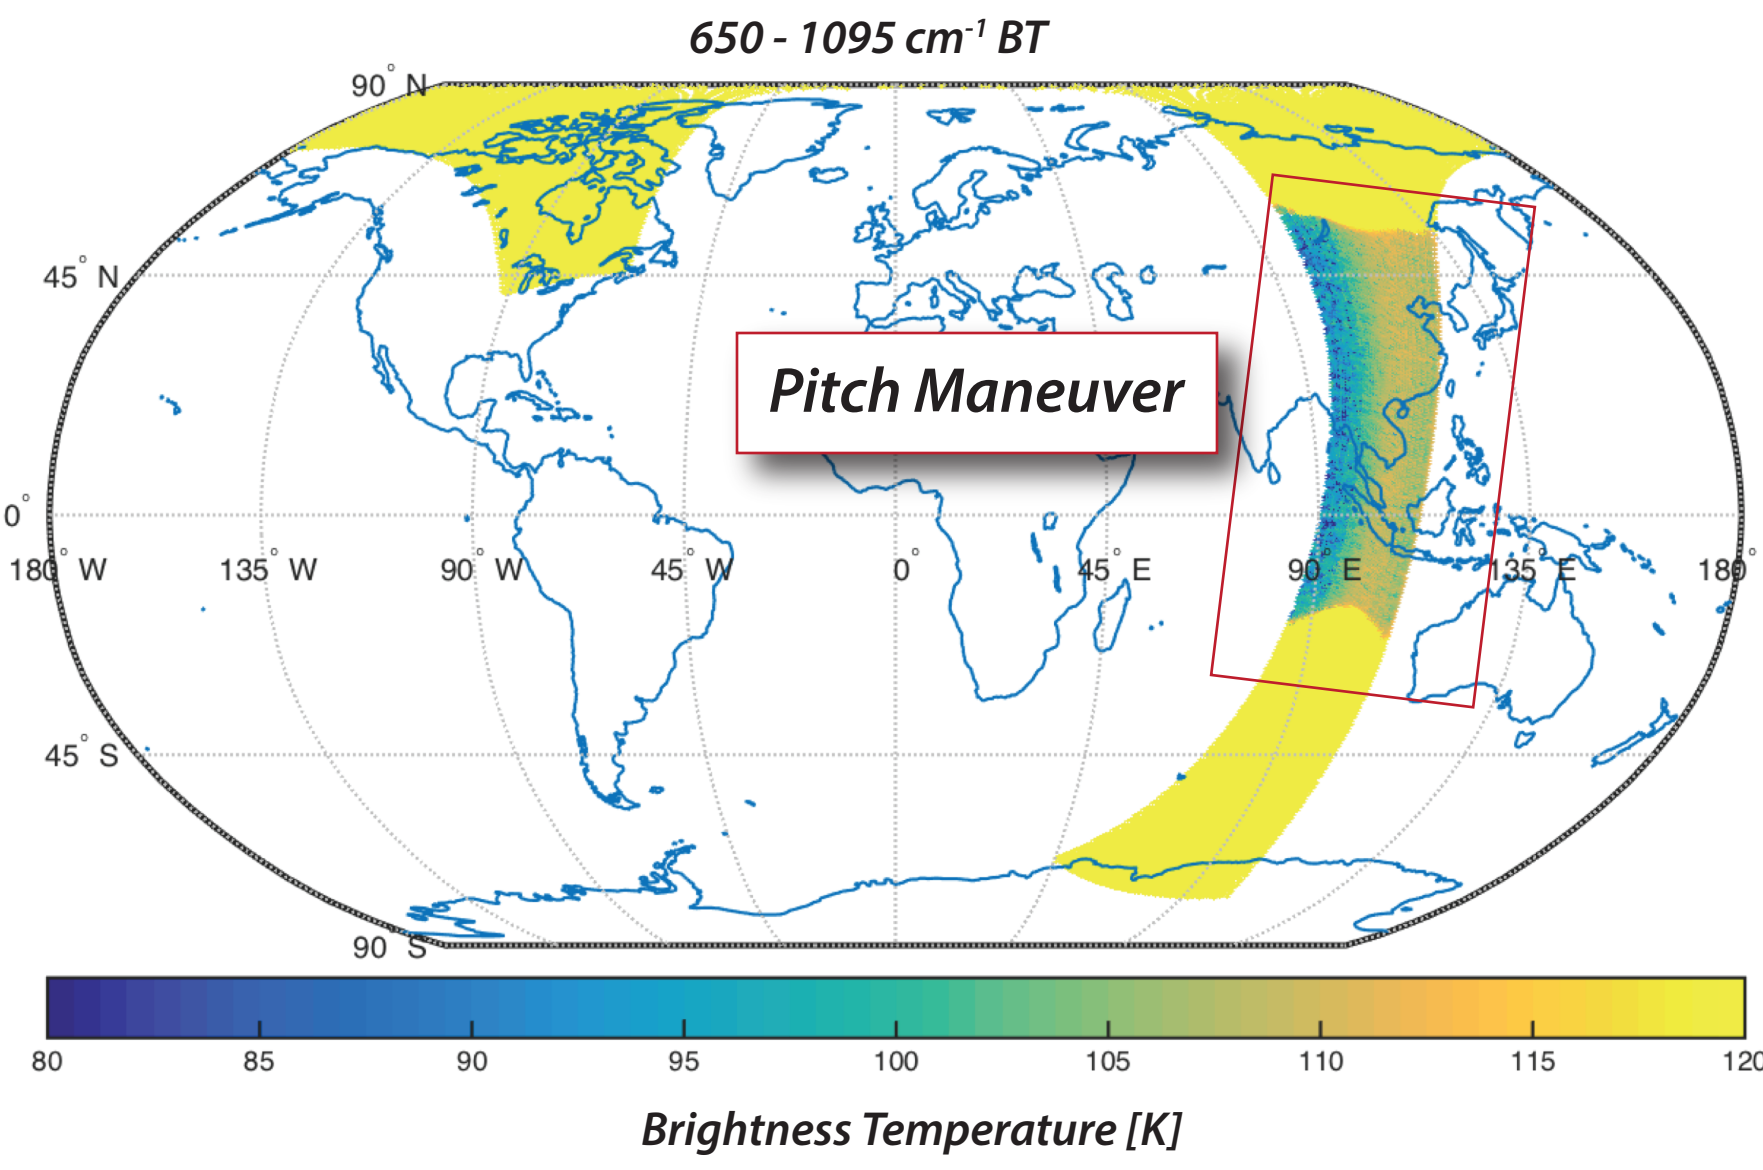 650 - 1095 cm⁻¹ BT
90° N
45° N
Pitch Maneuver
0°
180° W 135° W 90° W 45° W 0° 45° E 90° E 135° E 180°
45° S
90° S
80 85 90 95 100 105 110 115 120
Brightness Temperature [K]